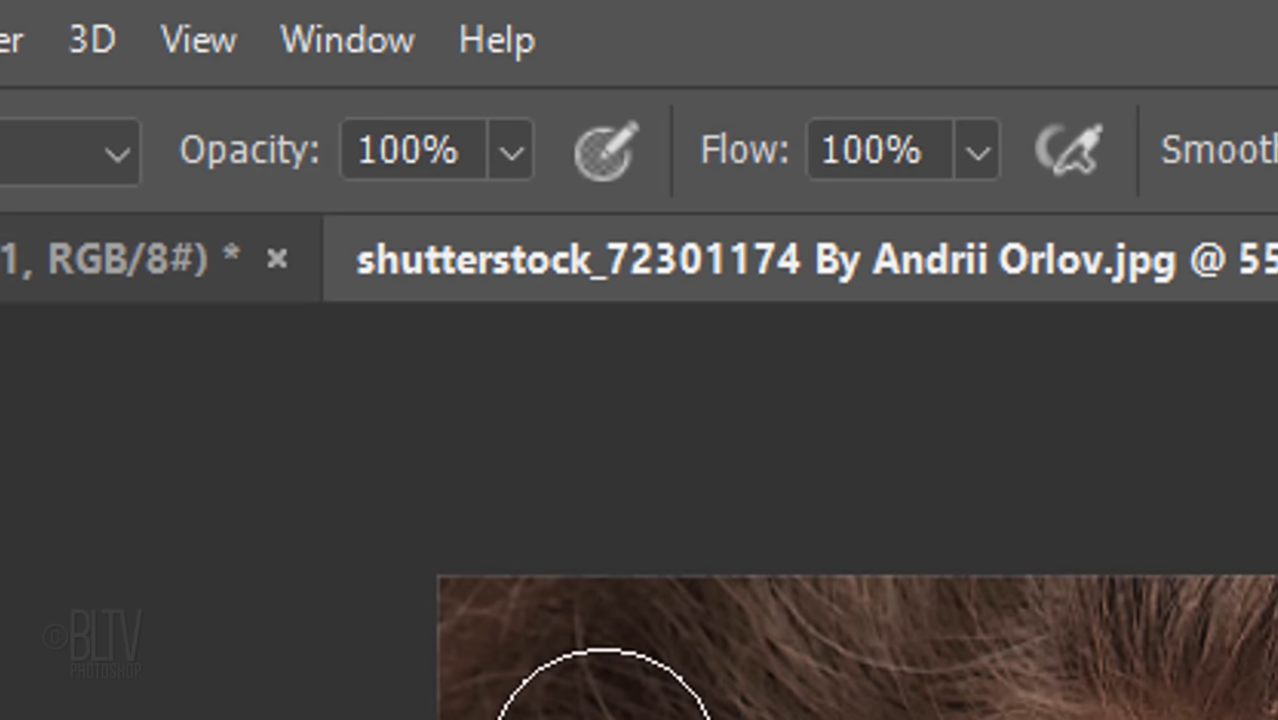 er 3D View Window Help
Opacity: 100% Flow: 100% Smooth
1, RGB/8#) * × shutterstock_72301174 By Andrii Orlov.jpg @ 55
©BLTV
PHOTOSHOP